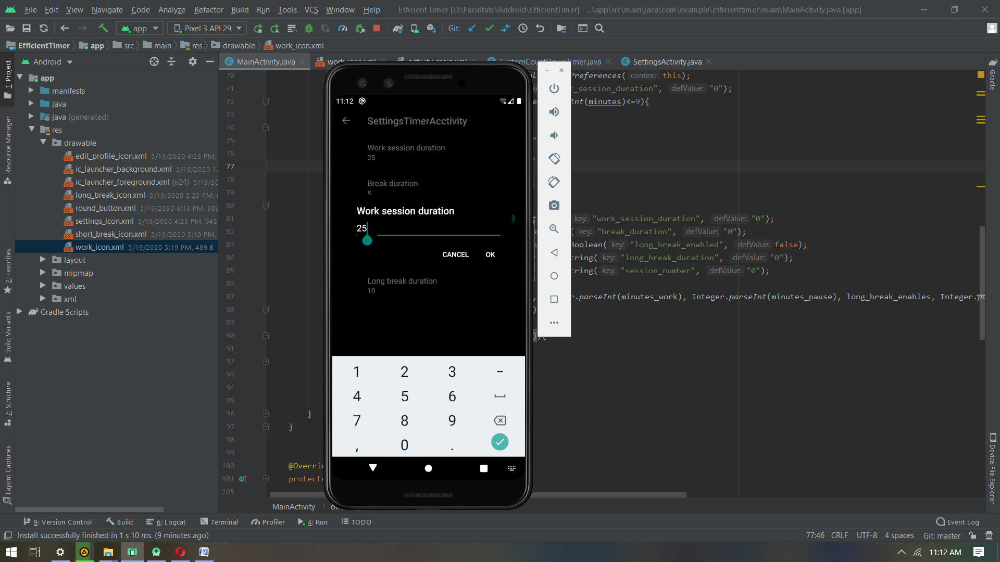 File Edit View Navigate Code Analyze Refactor Build Run Tools VCS Window Help Efficient Timer [D:\Facultate\Android\EfficientTimer] - ...\app\src\main\java\com\example\efficienttimer\main\MainActivity.java [app]
app Pixel 3 API 29 Git:
EfficientTimer app src main res drawable work_icon.xml
Android
MainActivity.java CustomCountDownTimer.java SettingsActivity.java
1: Project
Resource Manager
2: Favorites
Build Variants
7: Structure
Layout Captures
app
manifests
java
java (generated)
res
drawable
edit_profile_icon.xml 5/19/2020 4:23 PM,
ic_launcher_background.xml 5/19/2020 12
ic_launcher_foreground.xml (v24) 5/19/20
long_break_icon.xml 5/19/2020 5:25 PM, 6
round_button.xml 5/19/2020 6:13 PM, 303
settings_icon.xml 5/19/2020 4:23 PM, 943
short_break_icon.xml 5/19/2020 5:19 PM,
work_icon.xml 5/19/2020 5:19 PM, 489 B
layout
mipmap
values
xml
Gradle Scripts
70 Preferences( context: this);
71 _session_duration", defValue: "0");
72 Int(minutes)<=9){
73
74
75
76
77
78
79
80
81 key: "work_session_duration", defValue: "0");
82 ( key: "break_duration", defValue: "0");
83 Boolean( key: "long_break_enabled", defValue: false);
84 tring( key: "long_break_duration", defValue: "0");
85 tring( key: "session_number", defValue: "0");
86
87 .parseInt(minutes_work), Integer.parseInt(minutes_pause), long_break_enables, Integer.pa
88 )
89
90
91
92
93
94
95
96 }
97 }
98
99
100 @Overri
101 protect
105
11:12
SettingsTimerAcctivity
Work session duration
25
Break duration
5
Work session duration
25
CANCEL OK
Long break duration
10
1 2 3 -
4 5 6
7 8 9
, 0 .
Gradle
Device File Explorer
MainActivity › on
9: Version Control Build 6: Logcat Terminal Profiler 4: Run TODO Event Log
Install successfully finished in 1 s 10 ms. (9 minutes ago) 77:46 CRLF UTF-8 4 spaces Git: master
11:12 AM